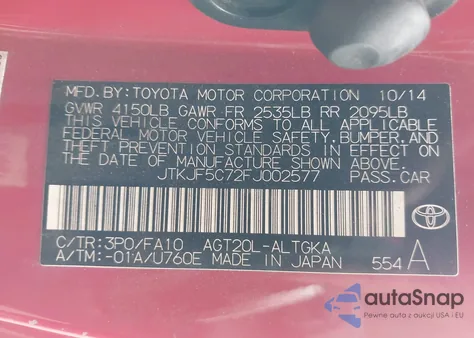 MFD.BY:TOYOTA MOTOR CORPORATION 10/14
GVWR 4150LB GAWR FR 2535LB RR 2095LB
THIS VEHICLE CONFORMS TO ALL APPLICABLE
FEDERAL MOTOR VEHICLE SAFETY, BUMPER, AND
THEFT PREVENTION STANDARDS IN EFFECT ON
THE DATE OF MANUFACTURE SHOWN ABOVE.
JTKJF5C72FJ002577 PASS.CAR
TOYOTA
C/TR:3P0/FA10 AGT20L-ALTGKA
A/TM:-01A/U760E MADE IN JAPAN 554 A
autaSnap
Pewne auta z aukcji USA i EU